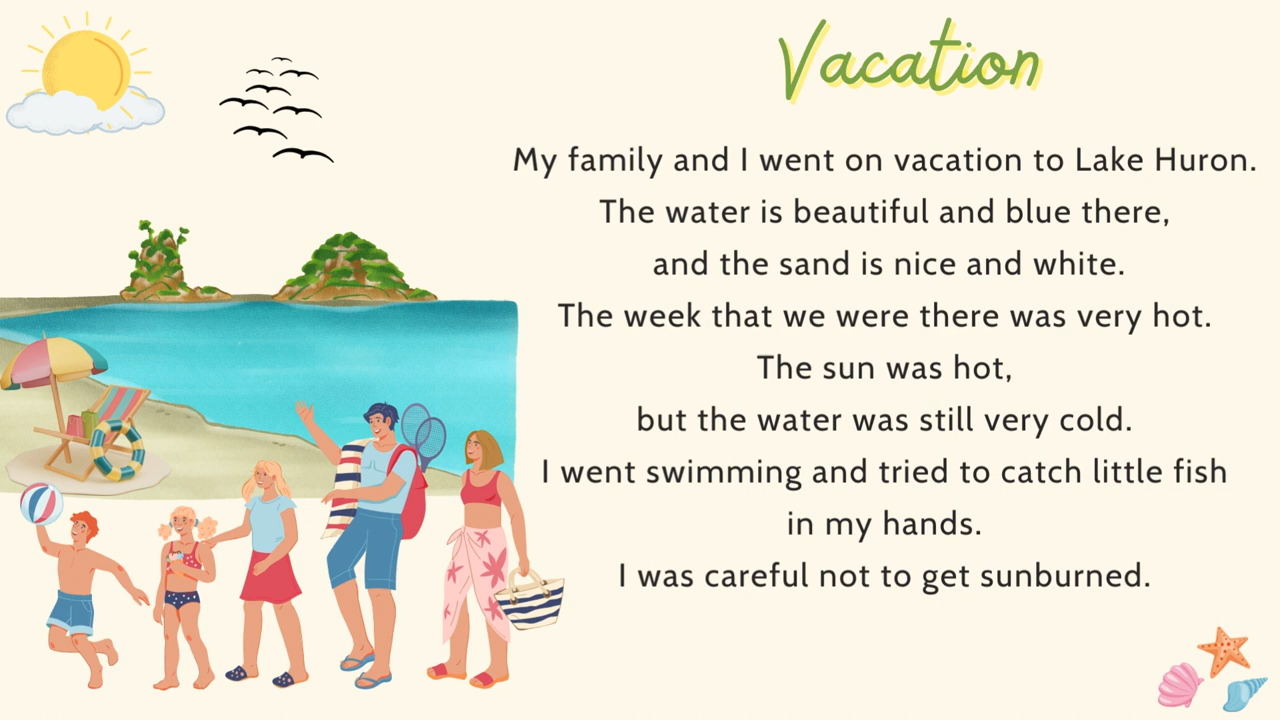 Vacation
My family and I went on vacation to Lake Huron.
The water is beautiful and blue there,
and the sand is nice and white.
The week that we were there was very hot.
The sun was hot,
but the water was still very cold.
I went swimming and tried to catch little fish
in my hands.
I was careful not to get sunburned.